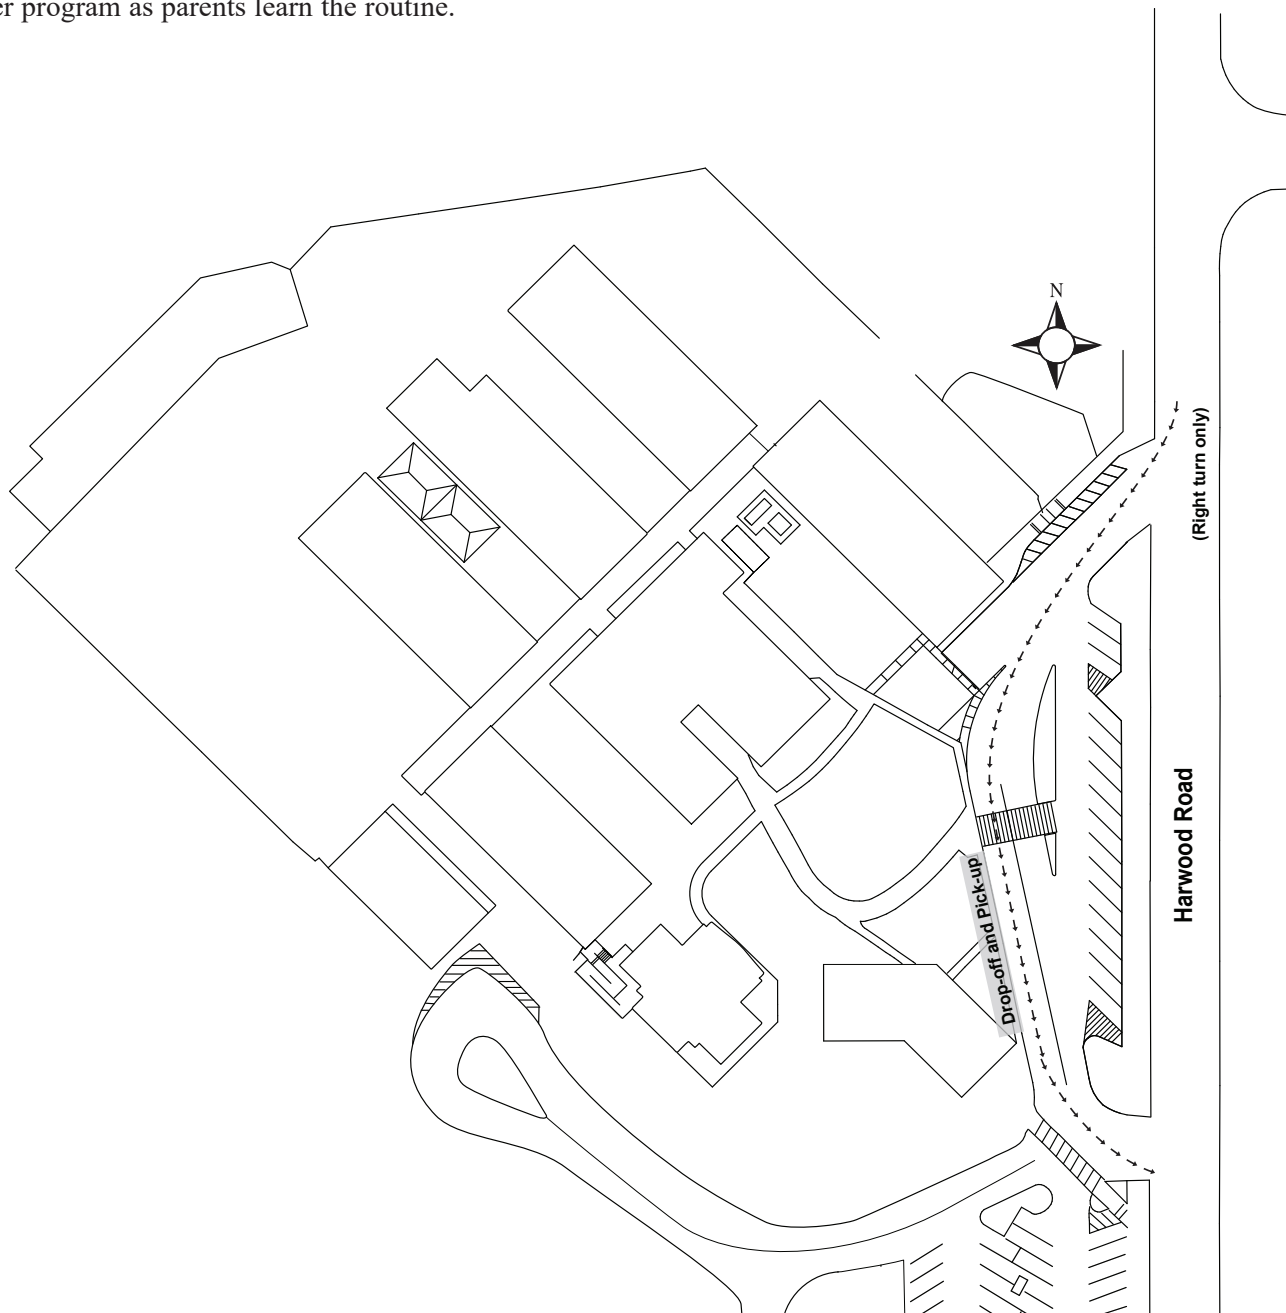 er program as parents learn the routine.
N
(Right turn only)
Harwood Road
Drop-off and Pick-up